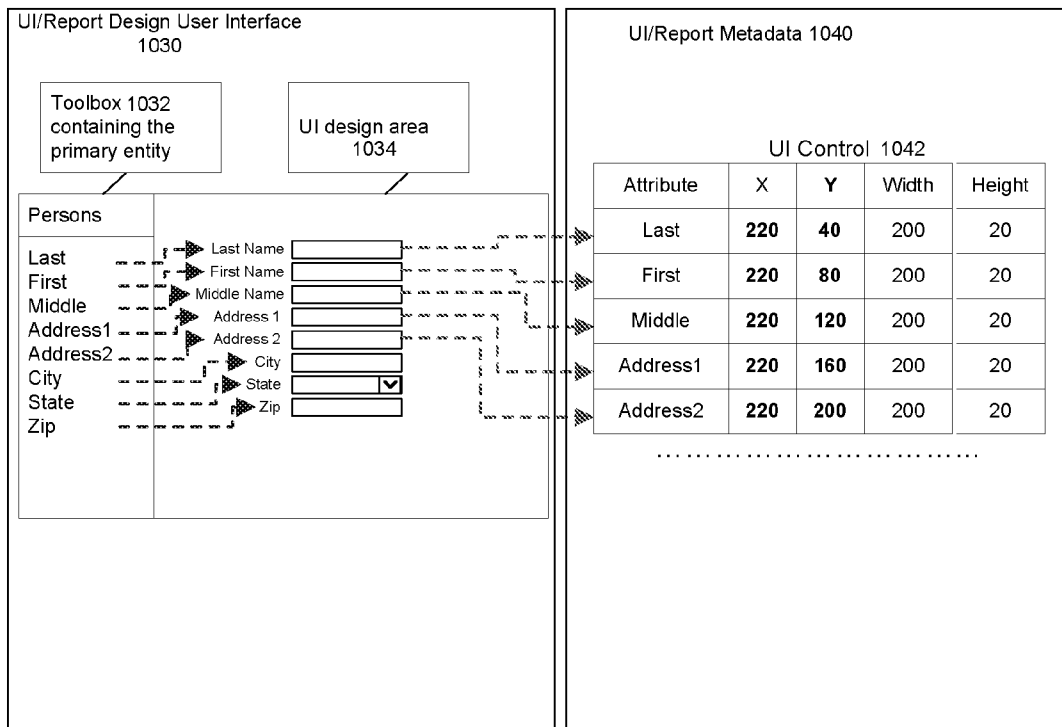 UI/Report Design User Interface
1030
Toolbox 1032
containing the
primary entity
UI design area
1034
Persons
Last
First
Middle
Address1
Address2
City
State
Zip
Last Name
First Name
Middle Name
Address 1
Address 2
City
State
Zip
UI/Report Metadata 1040
UI Control 1042
Attribute X Y Width Height
Last 220 40 200 20
First 220 80 200 20
Middle 220 120 200 20
Address1 220 160 200 20
Address2 220 200 200 20